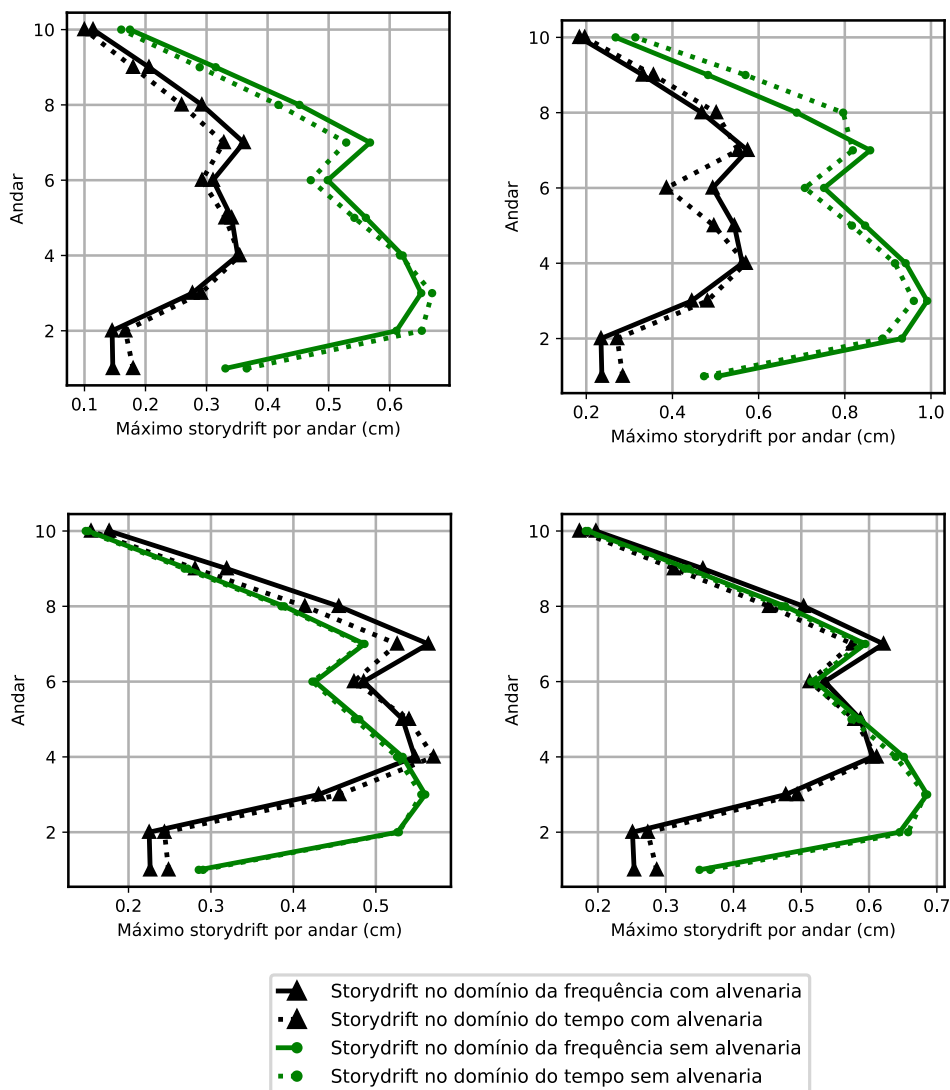 10
8
6
4
2
Andar
0.1 0.2 0.3 0.4 0.5 0.6
Máximo storydrift por andar (cm)
10
8
6
4
2
Andar
0.2 0.4 0.6 0.8 1.0
Máximo storydrift por andar (cm)
10
8
6
4
2
Andar
0.2 0.3 0.4 0.5
Máximo storydrift por andar (cm)
10
8
6
4
2
Andar
0.2 0.3 0.4 0.5 0.6 0.7
Máximo storydrift por andar (cm)
Storydrift no domínio da frequência com alvenaria
Storydrift no domínio do tempo com alvenaria
Storydrift no domínio da frequência sem alvenaria
Storydrift no domínio do tempo sem alvenaria